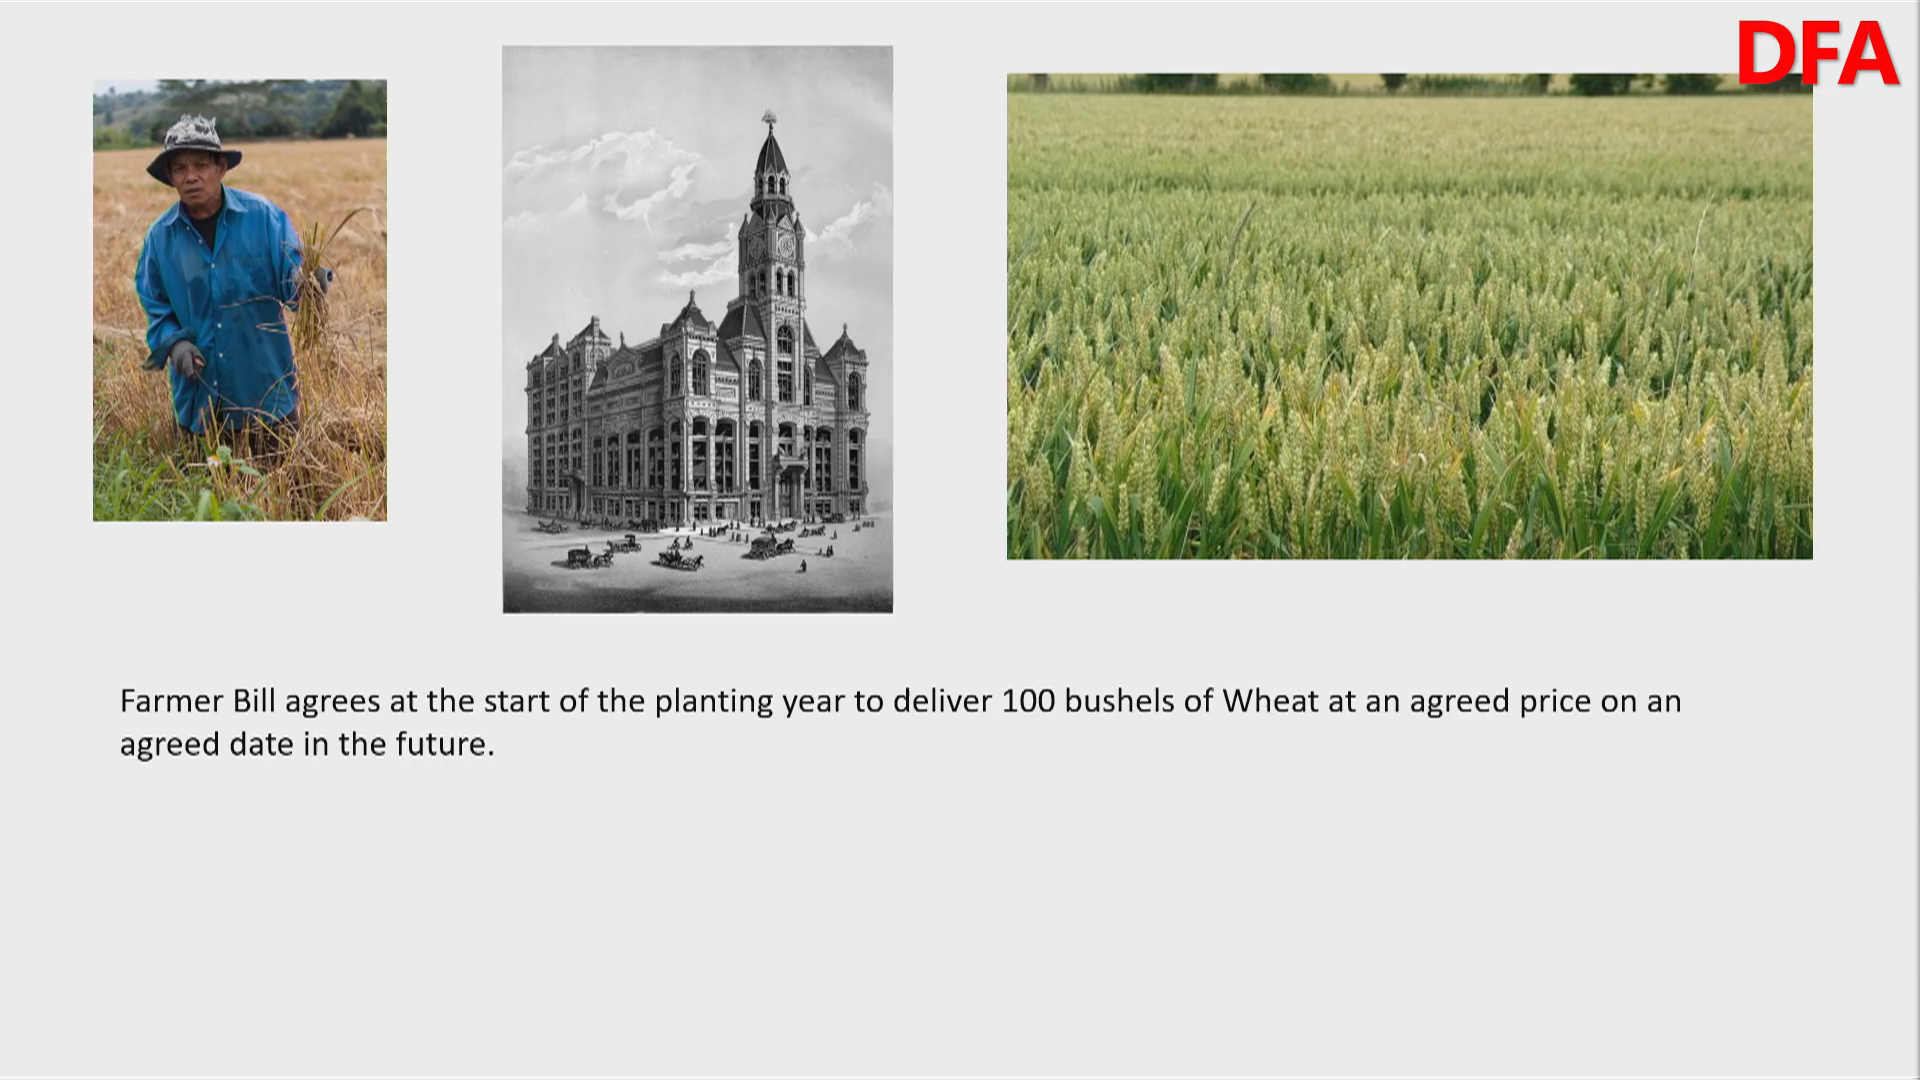 DFA
Farmer Bill agrees at the start of the planting year to deliver 100 bushels of Wheat at an agreed price on an
agreed date in the future.